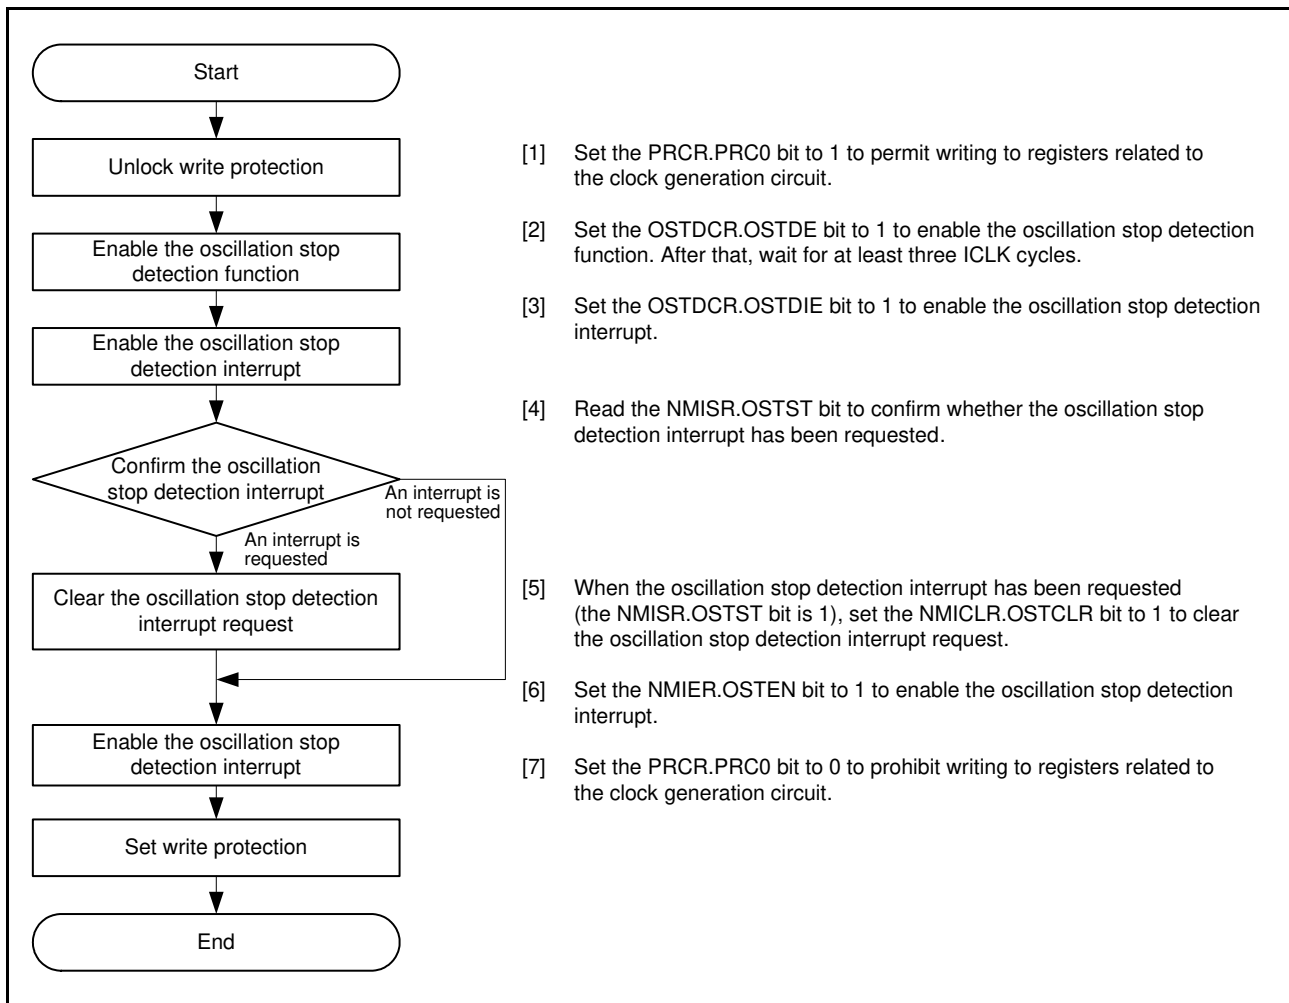 Start
Unlock write protection
Enable the oscillation stop
detection function
Enable the oscillation stop
detection interrupt
Confirm the oscillation
stop detection interrupt
An interrupt is
not requested
An interrupt is
requested
Clear the oscillation stop detection
interrupt request
Enable the oscillation stop
detection interrupt
Set write protection
End
[1] Set the PRCR.PRC0 bit to 1 to permit writing to registers related to
the clock generation circuit.
[2] Set the OSTDCR.OSTDE bit to 1 to enable the oscillation stop detection
function. After that, wait for at least three ICLK cycles.
[3] Set the OSTDCR.OSTDIE bit to 1 to enable the oscillation stop detection
interrupt.
[4] Read the NMISR.OSTST bit to confirm whether the oscillation stop
detection interrupt has been requested.
[5] When the oscillation stop detection interrupt has been requested
(the NMISR.OSTST bit is 1), set the NMICLR.OSTCLR bit to 1 to clear
the oscillation stop detection interrupt request.
[6] Set the NMIER.OSTEN bit to 1 to enable the oscillation stop detection
interrupt.
[7] Set the PRCR.PRC0 bit to 0 to prohibit writing to registers related to
the clock generation circuit.